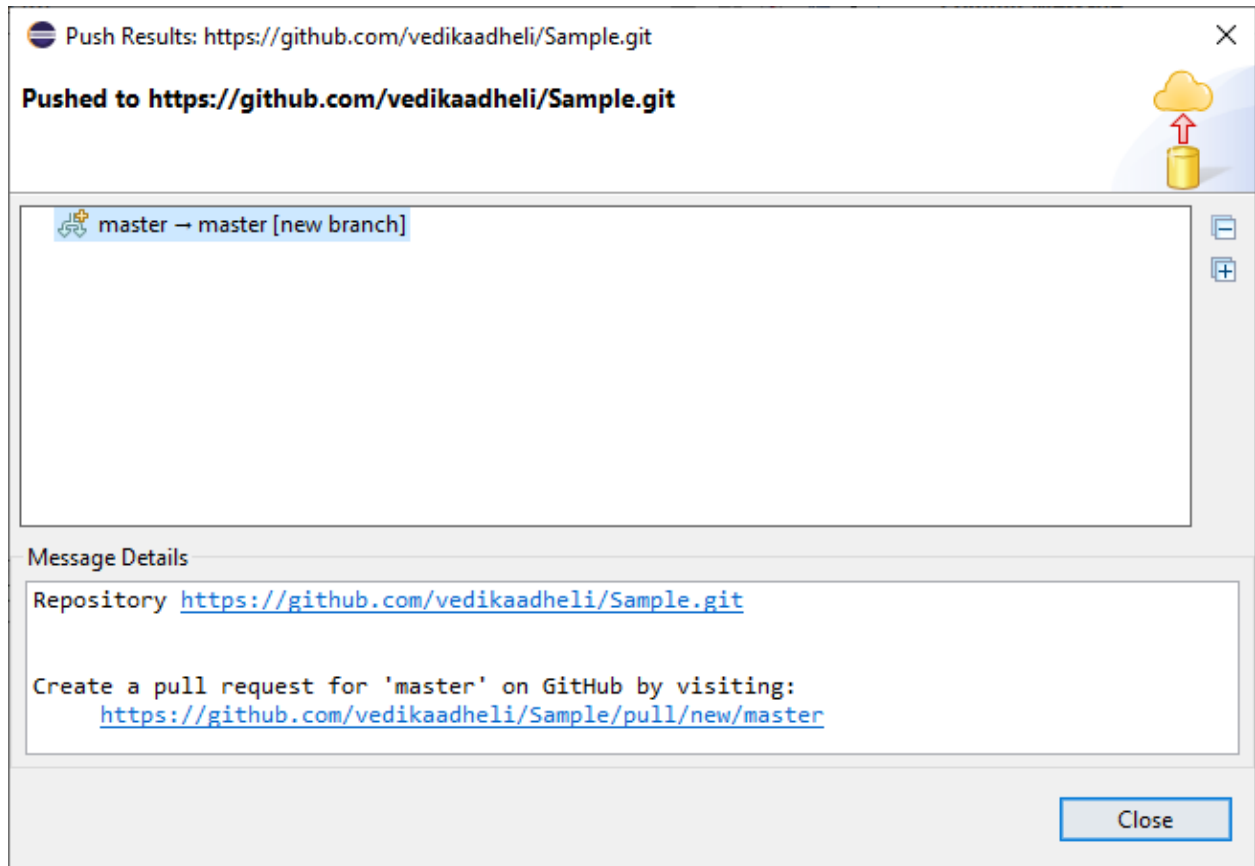 Push Results: https://github.com/vedikaadheli/Sample.git
Pushed to https://github.com/vedikaadheli/Sample.git
master → master [new branch]
Message Details
Repository https://github.com/vedikaadheli/Sample.git
Create a pull request for 'master' on GitHub by visiting:
https://github.com/vedikaadheli/Sample/pull/new/master
Close